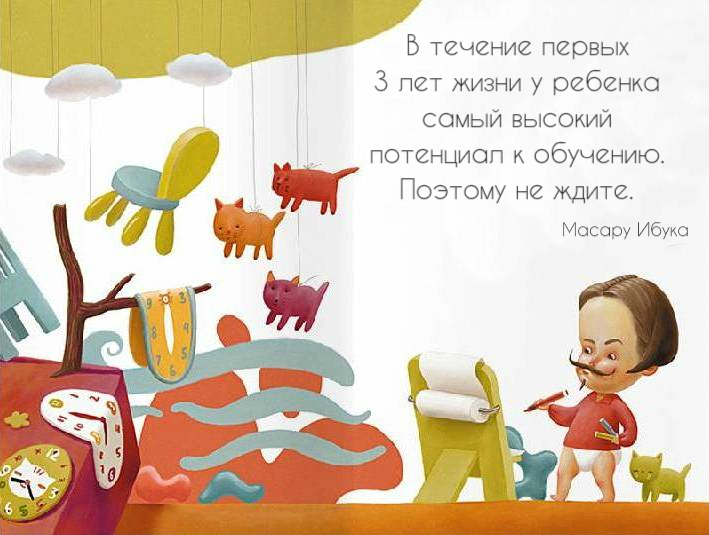 В течение первых
3 лет жизни у ребенка
самый высокий
потенциал к обучению.
Поэтому не ждите.
Масару Ибука